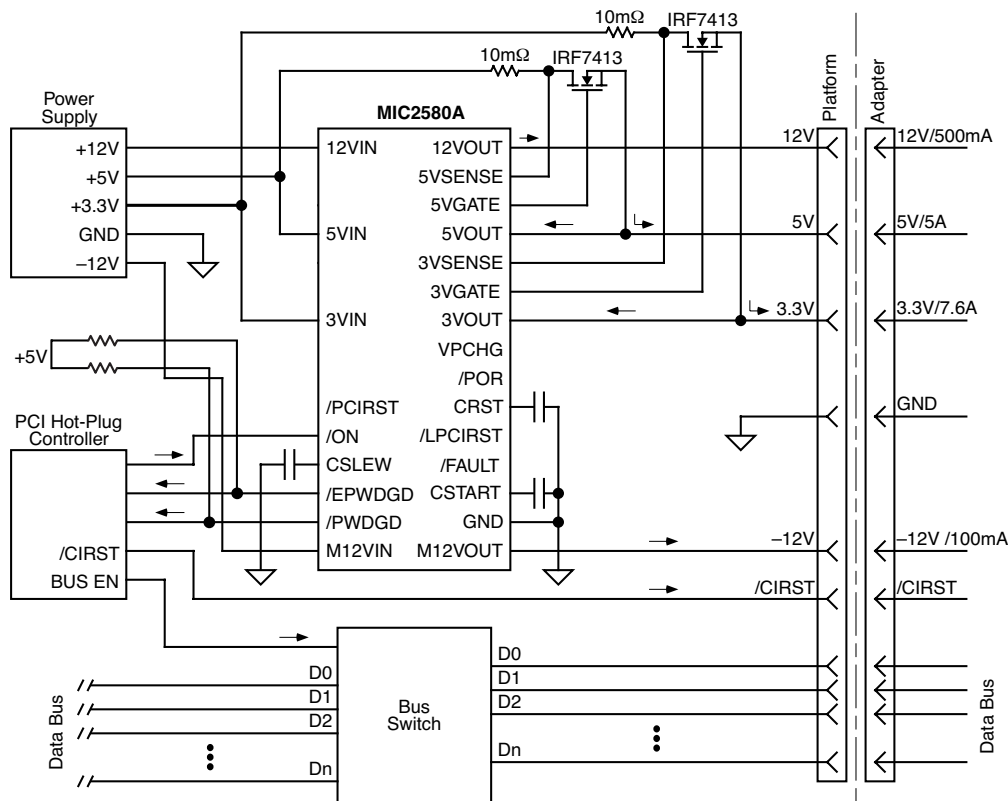 10mΩ
IRF7413
10mΩ
IRF7413
Power
Supply
+12V
+5V
+3.3V
GND
–12V
MIC2580A
12VIN
5VIN
3VIN
/PCIRST
/ON
CSLEW
/EPWDGD
/PWDGD
M12VIN
12VOUT
5VSENSE
5VGATE
5VOUT
3VSENSE
3VGATE
3VOUT
VPCHG
/POR
CRST
/LPCIRST
/FAULT
CSTART
GND
M12VOUT
+5V
PCI Hot-Plug
Controller
/CIRST
BUS EN
Platform
Adapter
12V
12V/500mA
5V
5V/5A
3.3V
3.3V/7.6A
GND
–12V
–12V /100mA
/CIRST
/CIRST
Data Bus
D0
D1
D2
Dn
Bus
Switch
D0
D1
D2
Dn
Data Bus